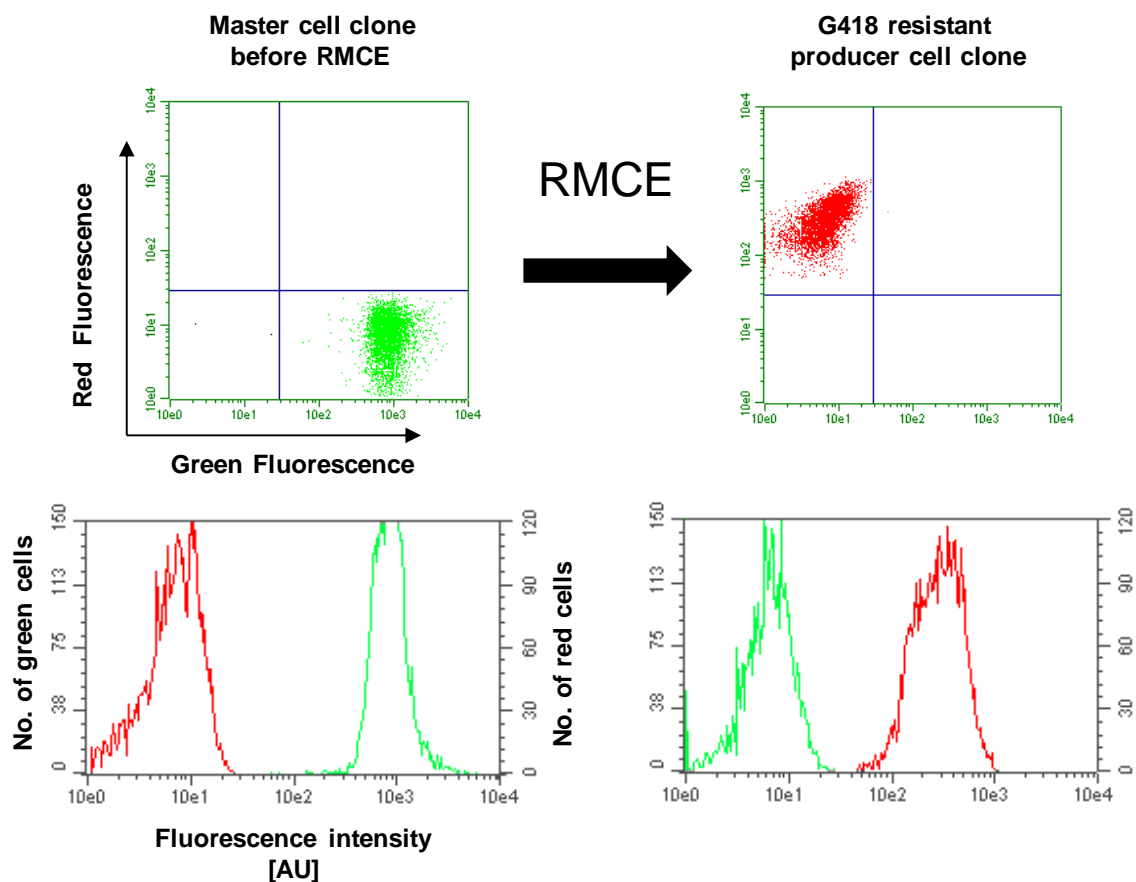 Master cell clone
before RMCE
G418 resistant
producer cell clone
10e4
10e3
10e2
10e1
10e0
10e0 10e1 10e2 10e3 10e4
Red Fluorescence
Green Fluorescence
RMCE
10e4
10e3
10e2
10e1
10e0
10e0 10e1 10e2 10e3 10e4
No. of green cells
150
113
75
38
0
120
90
60
30
0
10e0 10e1 10e2 10e3 10e4
No. of red cells
150
113
75
38
0
120
90
60
30
0
10e0 10e1 10e2 10e3 10e4
Fluorescence intensity
[AU]